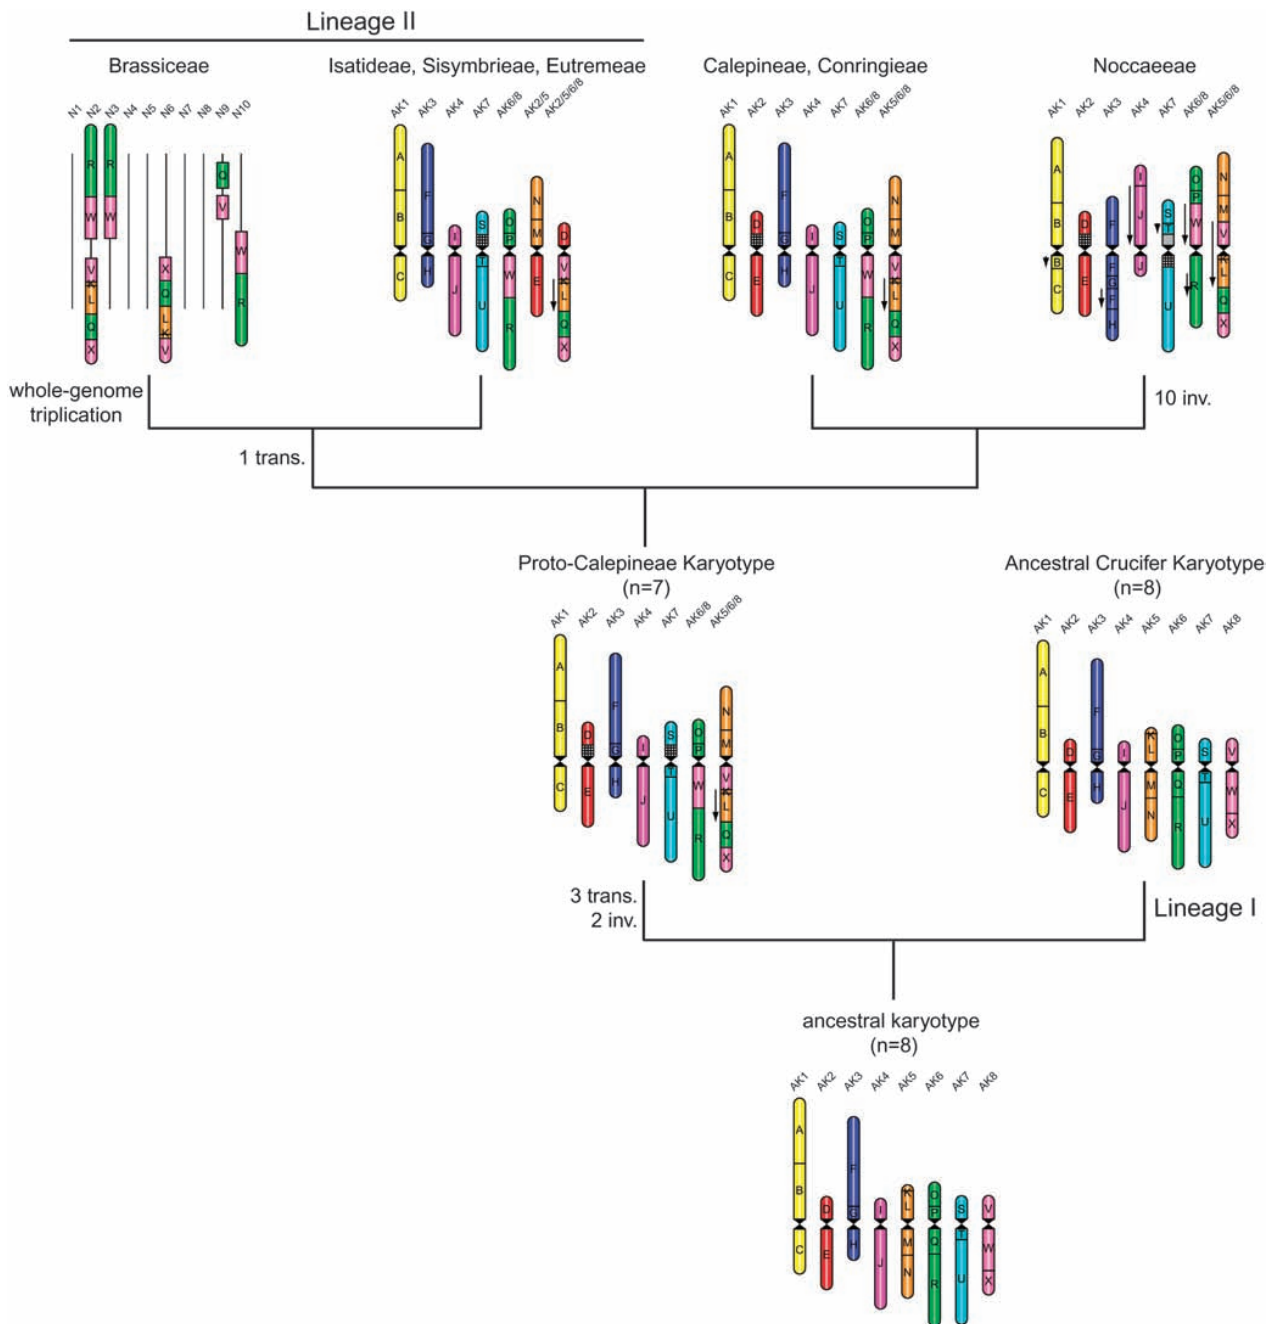 Lineage II
Brassiceae
Isatideae, Sisymbrieae, Eutremeae
Calepineae, Conringieae
Noccaeeae
N1 N2 N3 N4 N5 N6 N7 N8 N9 N10
AK1 AK3 AK4 AK7 AK6/8 AK2/5 AK2/5/6/8
AK1 AK2 AK3 AK4 AK7 AK6/8 AK5/6/8
AK1 AK2 AK3 AK4 AK7 AK6/8 AK5/6/8
R W V K L Q X
R W
X Q L K V
Q V
W R
A B C
F G H
I J
S T U
O P W R
N M E
D V K L Q X
A B C
D E
F G H
I J
S T U
O P W R
N M V K L Q X
A B B C
D E
F F G F H
I J J
S T U
O P W R
N M V K L Q X
whole-genome
triplication
10 inv.
1 trans.
Proto-Calepineae Karyotype
(n=7)
Ancestral Crucifer Karyotype
(n=8)
AK1 AK2 AK3 AK4 AK7 AK6/8 AK5/6/8
AK1 AK2 AK3 AK4 AK5 AK6 AK7 AK8
A B C
D E
F G H
I J
S T U
O P W R
N M V K L Q X
A B C
D E
F G H
I J
K L M N
O P Q R
S T U
V W X
3 trans.
2 inv.
Lineage I
ancestral karyotype
(n=8)
AK1 AK2 AK3 AK4 AK5 AK6 AK7 AK8
A B C
D E
F G H
I J
K L M N
O P Q R
S T U
V W X